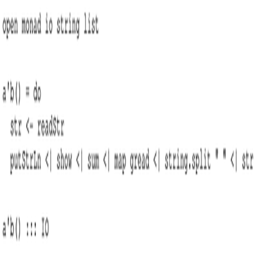 open monad io string list
a'b() = do
str <- readStr
putStrLn <| show <| sum <| map gread <| string.split " " <| str
a'b() ::: IO